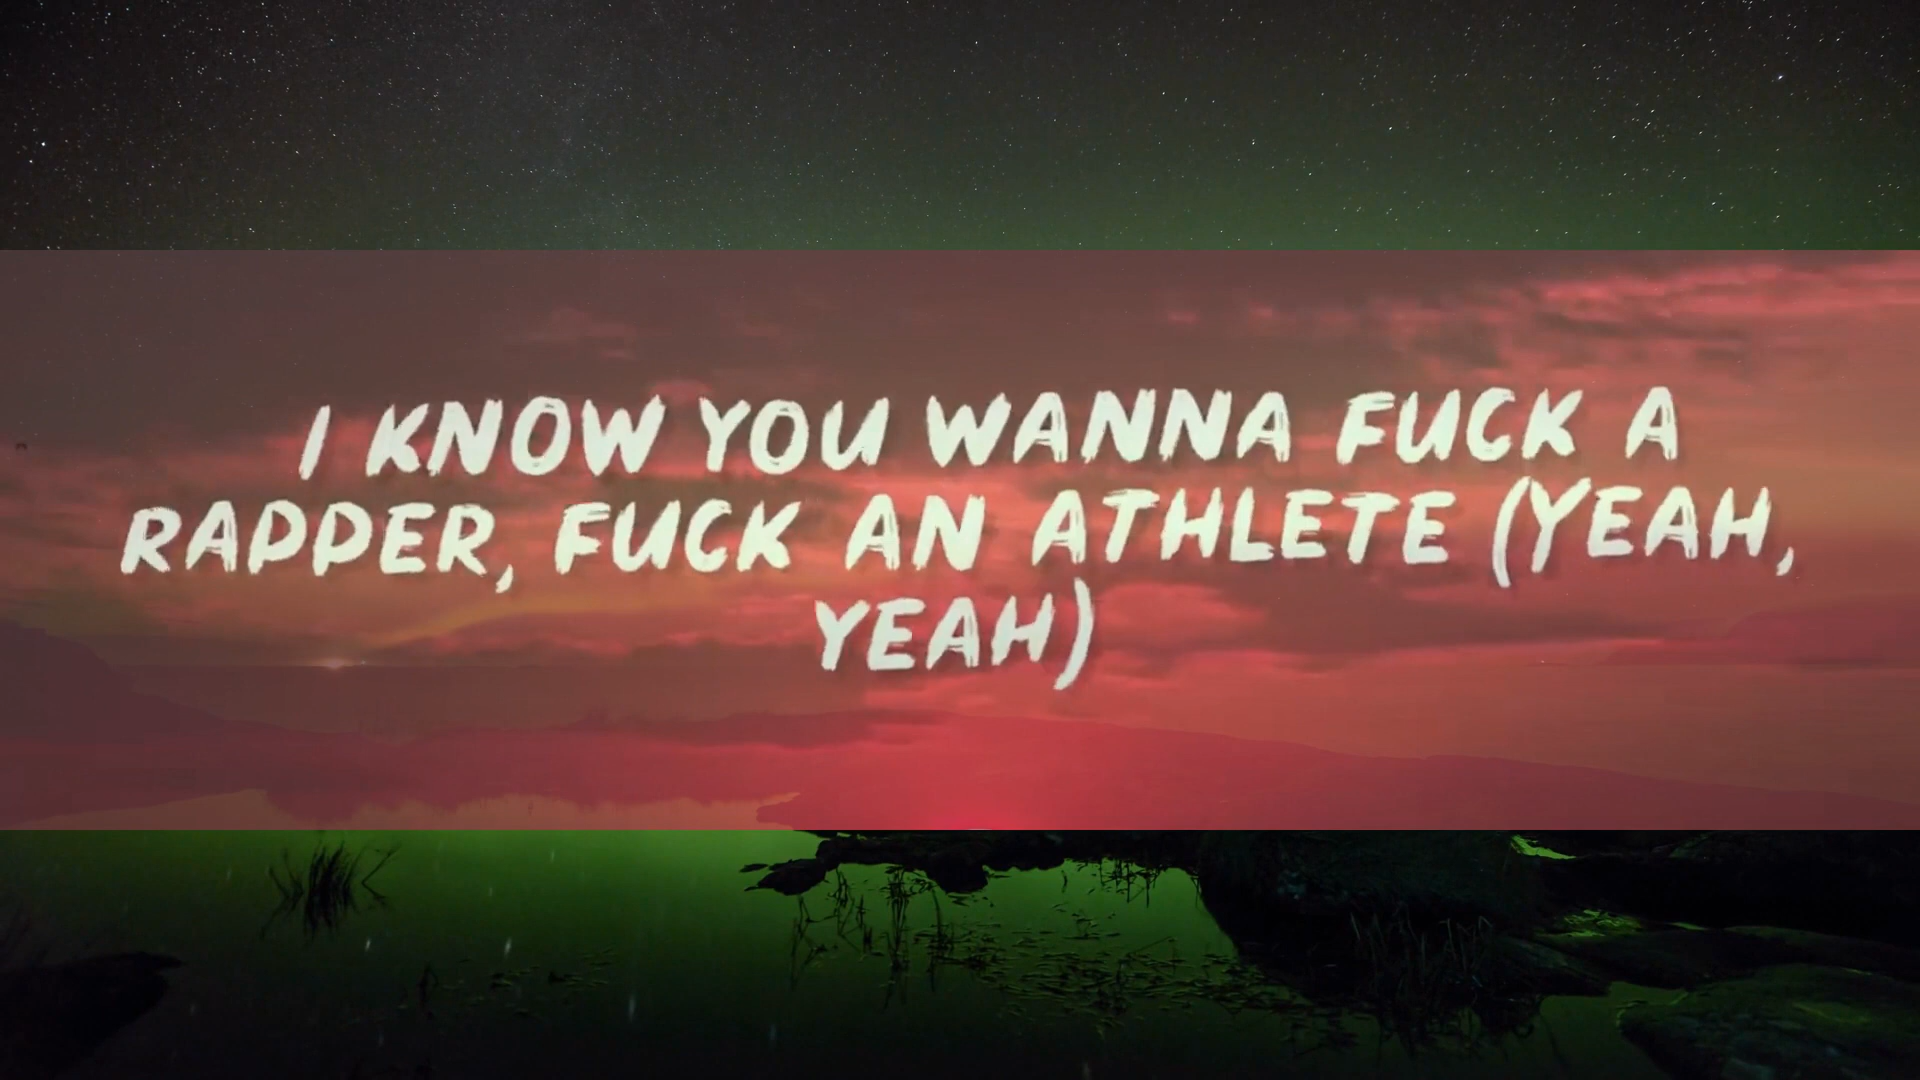 I KNOW YOU WANNA FUCK A
RAPPER, FUCK AN ATHLETE (YEAH,
YEAH)